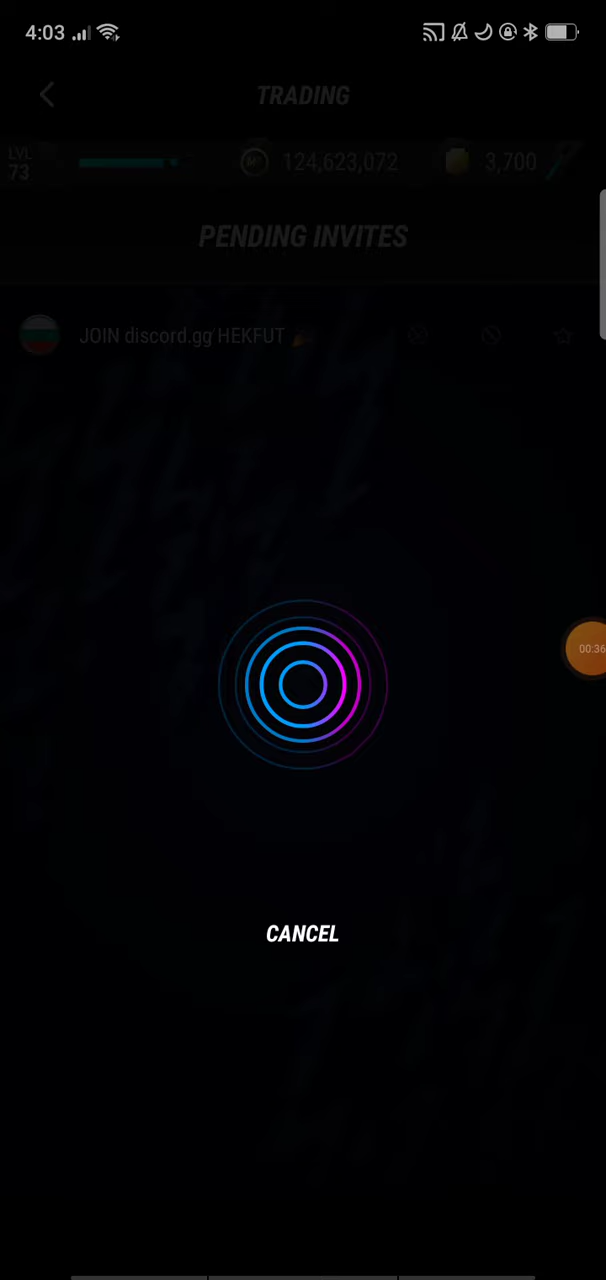 4:03
TRADING
LVL
73
124,623,072
3,700
PENDING INVITES
JOIN discord.gg HEKFUT
00:36
CANCEL